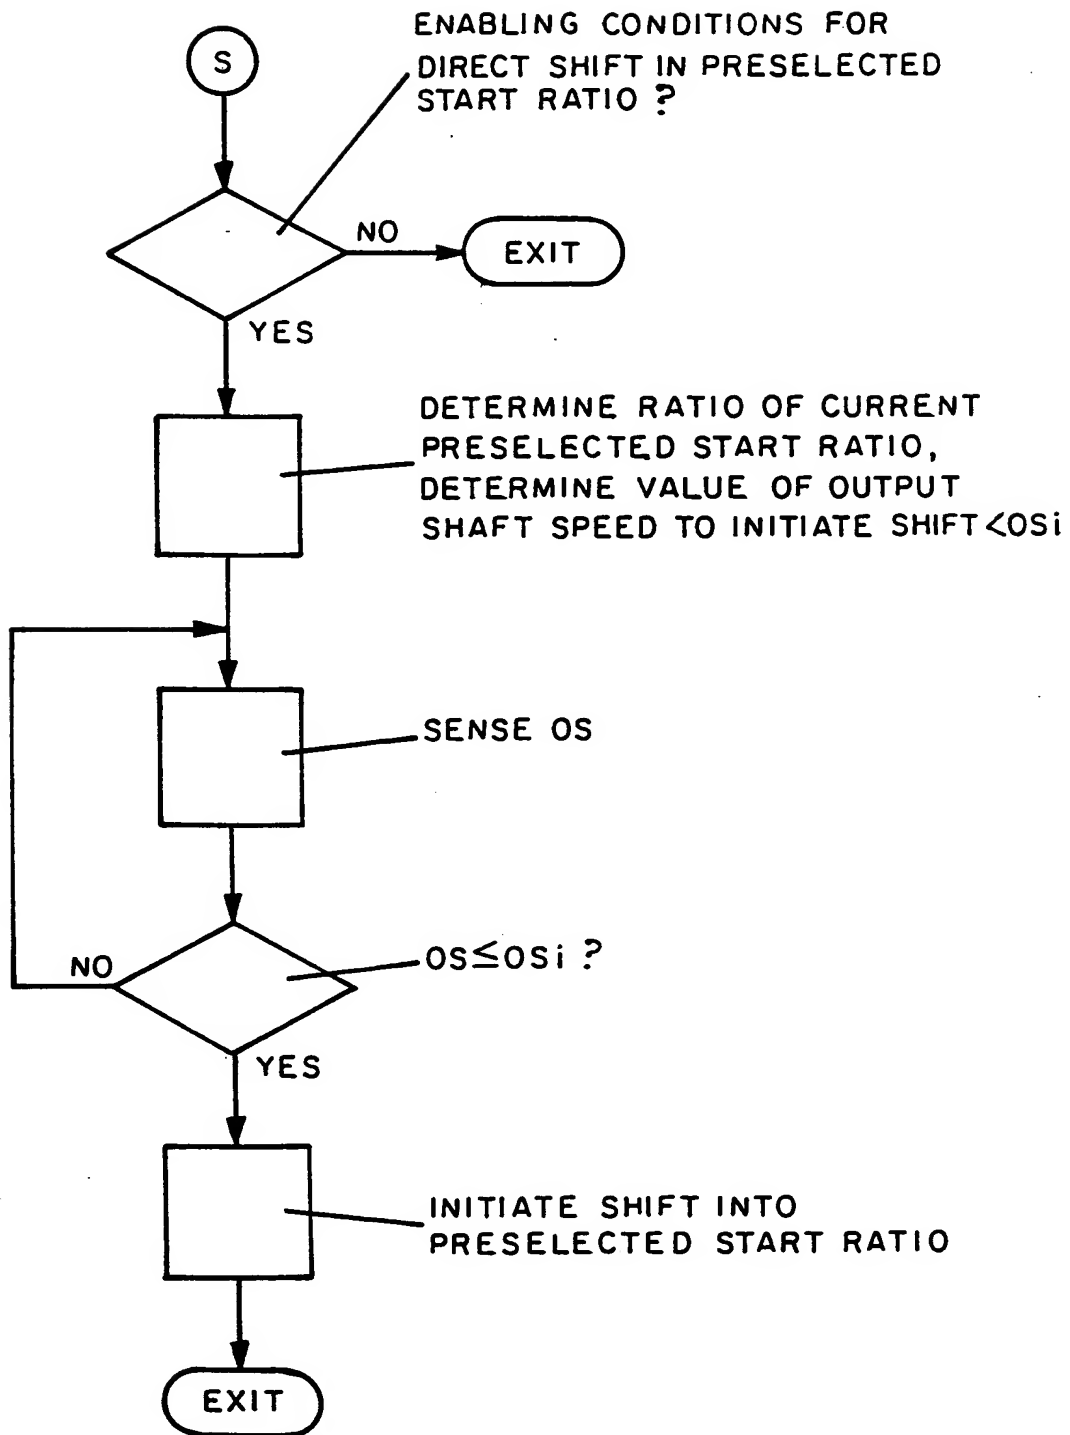 S
ENABLING CONDITIONS FOR
DIRECT SHIFT IN PRESELECTED
START RATIO ?
NO
EXIT
YES
DETERMINE RATIO OF CURRENT
PRESELECTED START RATIO,
DETERMINE VALUE OF OUTPUT
SHAFT SPEED TO INITIATE SHIFT<OSi
SENSE OS
OS≤OSi ?
NO
YES
INITIATE SHIFT INTO
PRESELECTED START RATIO
EXIT